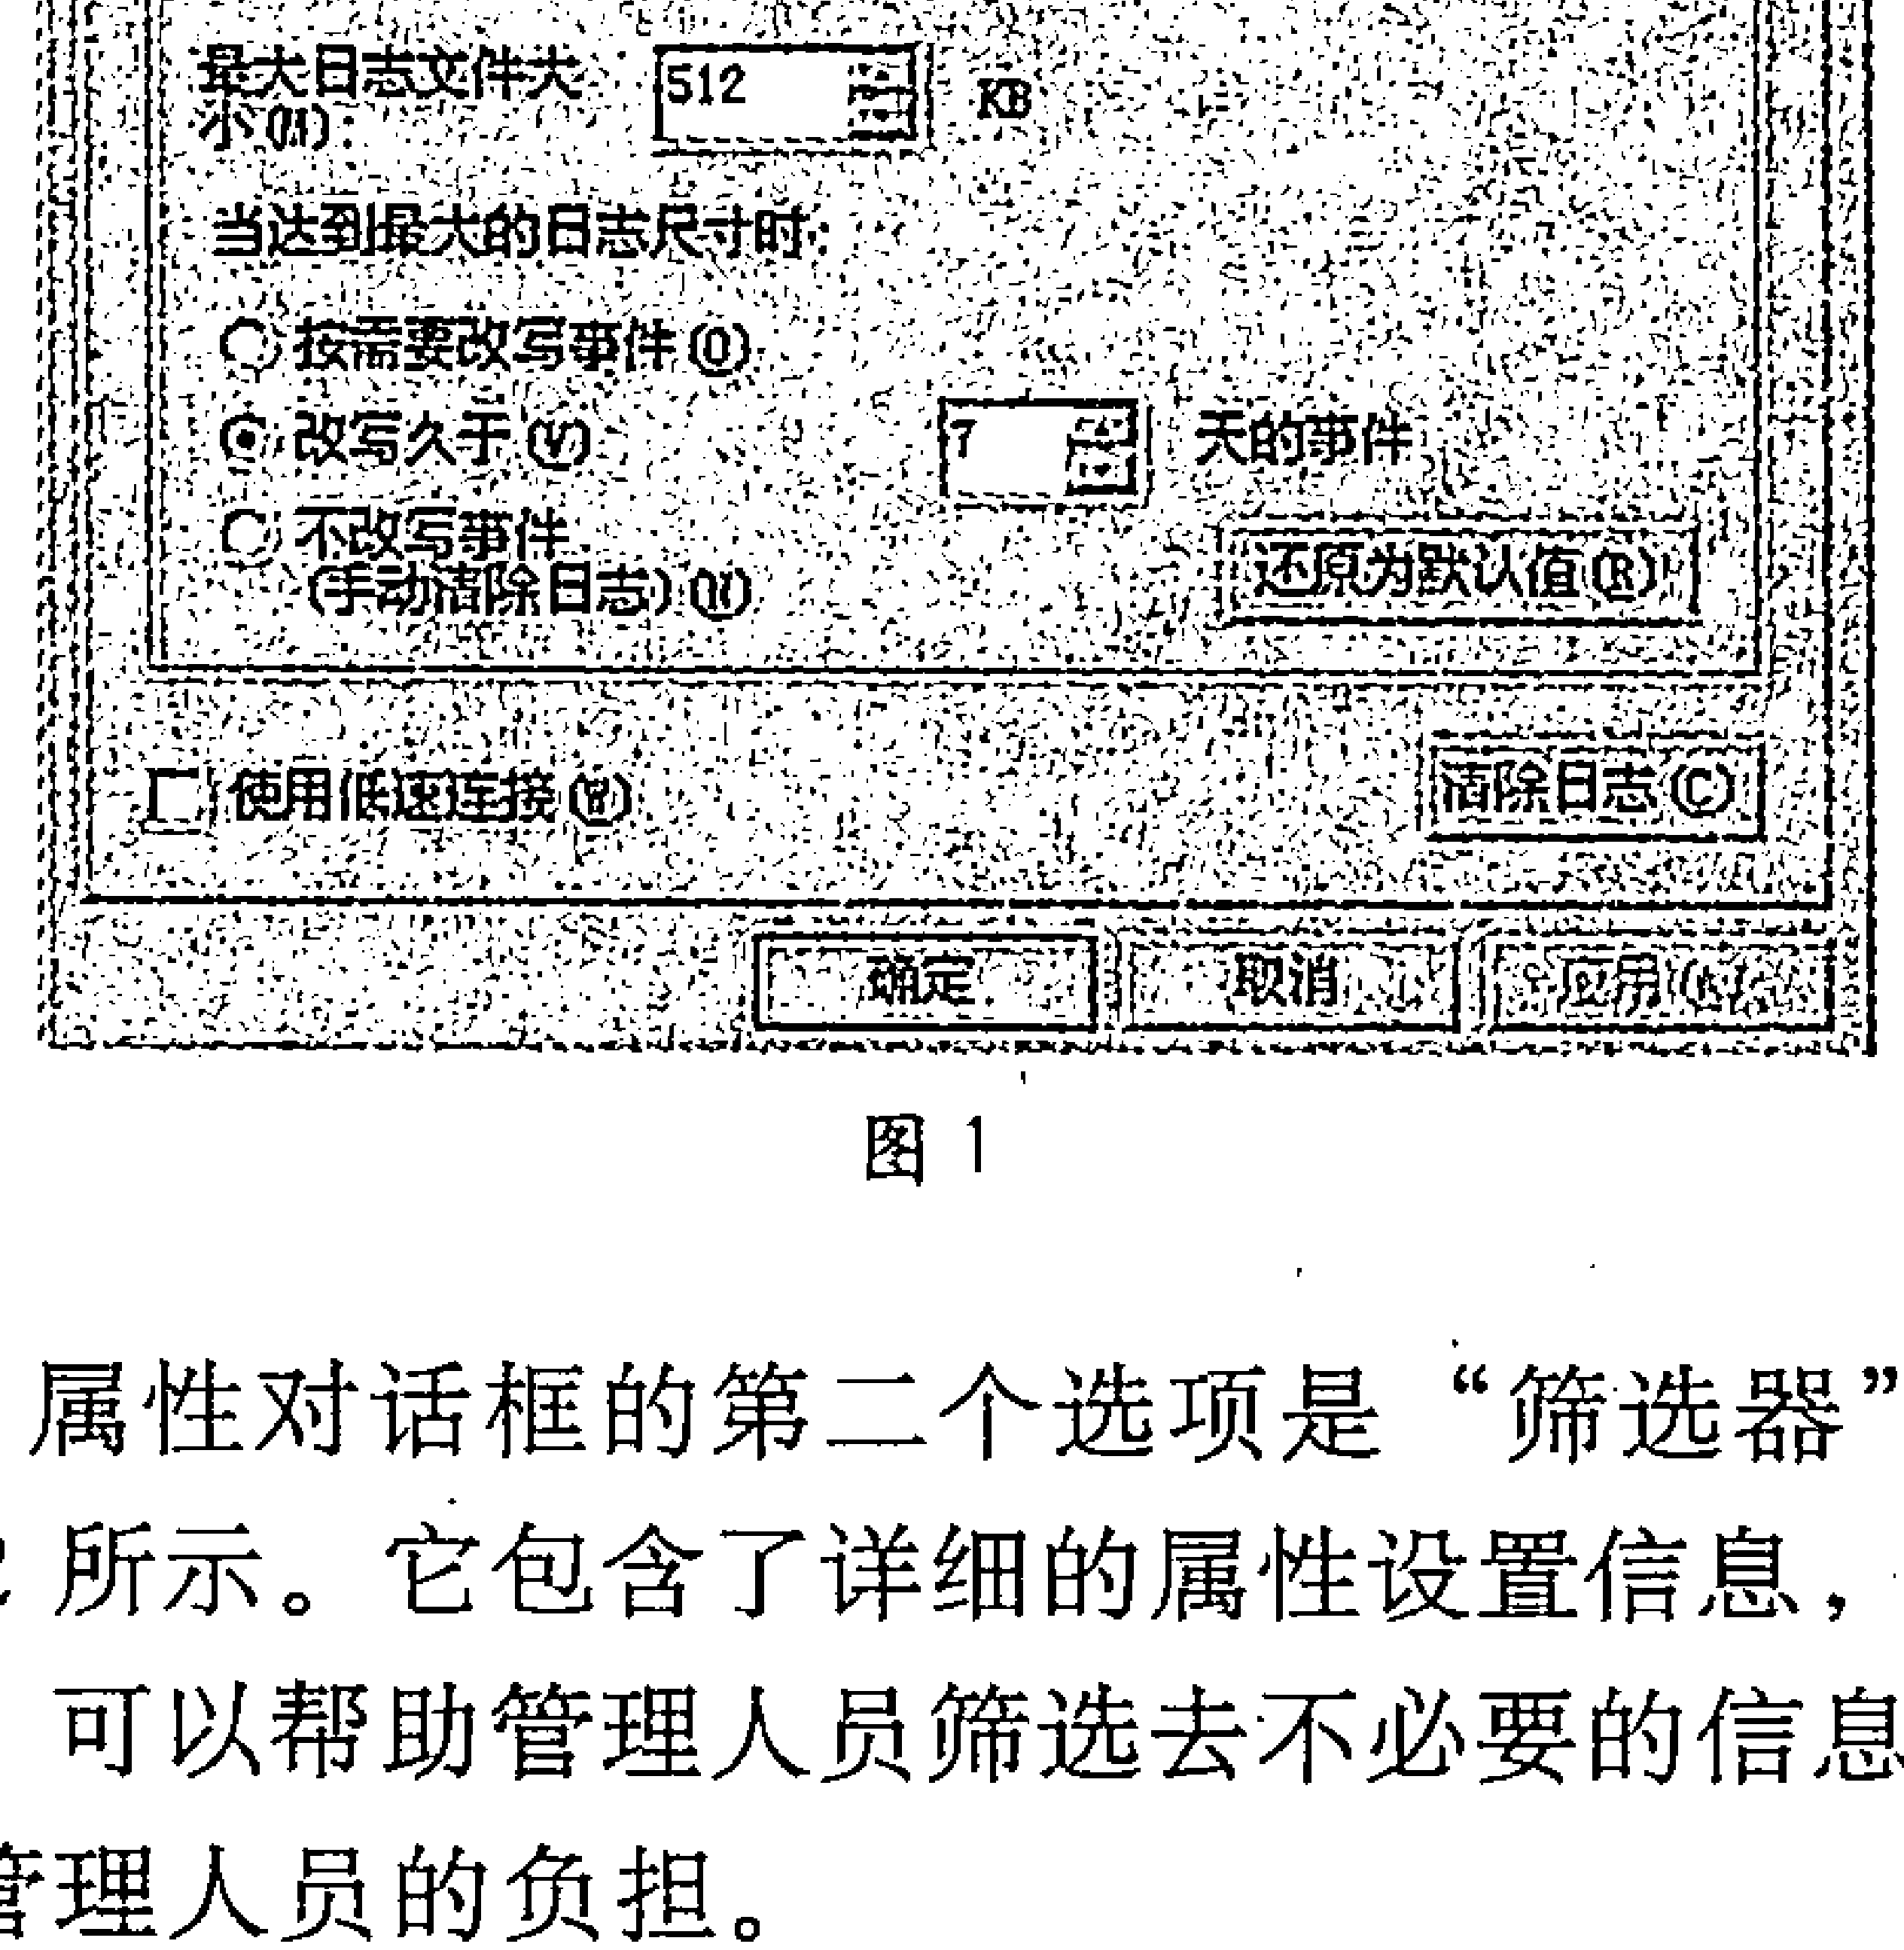 最大日志文件大
小(M):
512
KB
当达到最大的日志尺寸时:
按需要改写事件(O)
改写久于(V)
7
天的事件
不改写事件
(手动清除日志)(N)
还原为默认值(R)
使用低速连接(W)
清除日志(C)
确定
取消
应用(A)
图 1
属性对话框的第二个选项是“筛选器”
所示。它包含了详细的属性设置信息，
可以帮助管理人员筛选去不必要的信息
管理人员的负担。